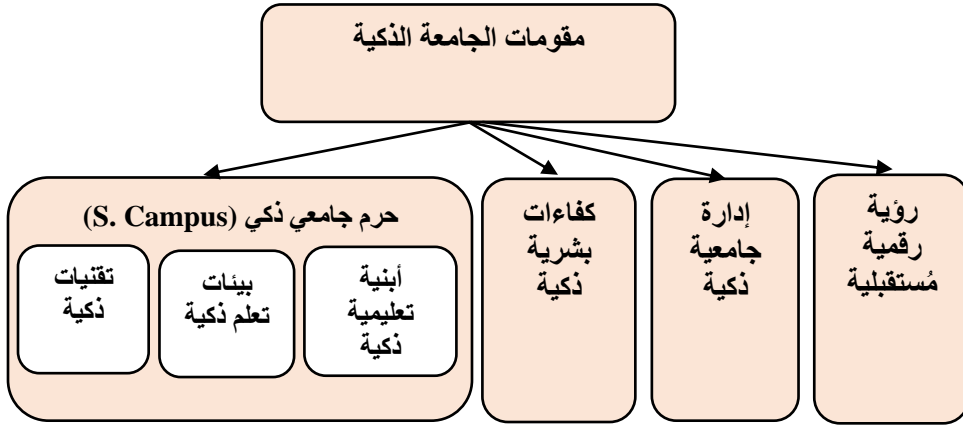 مقومات الجامعة الذكية
رؤية
رقمية
مُستقبلية
إدارة
جامعية
ذكية
كفاءات
بشرية
ذكية
حرم جامعي ذكي (S. Campus)
أبنية
تعليمية
ذكية
بيئات
تعلم ذكية
تقنيات
ذكية